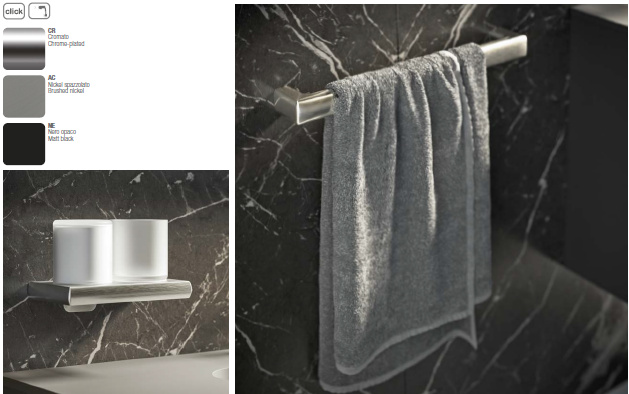 click
CR
Cromato
Chrome-plated
AC
Nickel spazzolato
Brushed nickel
NE
Nero opaco
Matt black